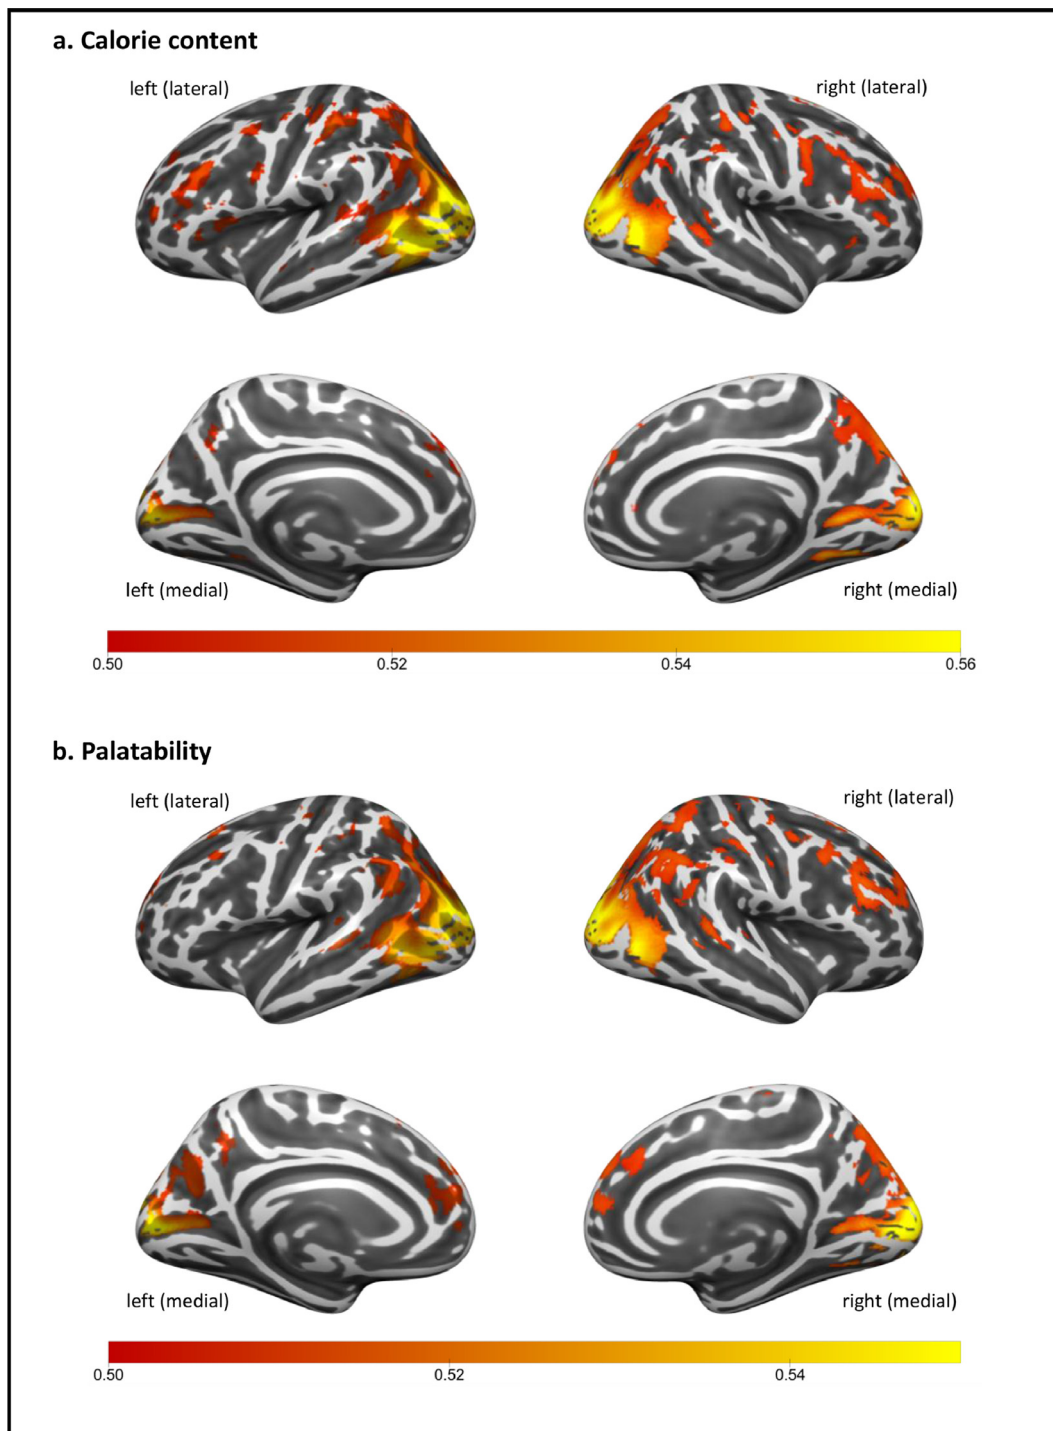 a. Calorie content
left (lateral)
right (lateral)
left (medial)
right (medial)
0.50
0.52
0.54
0.56
b. Palatability
left (lateral)
right (lateral)
left (medial)
right (medial)
0.50
0.52
0.54